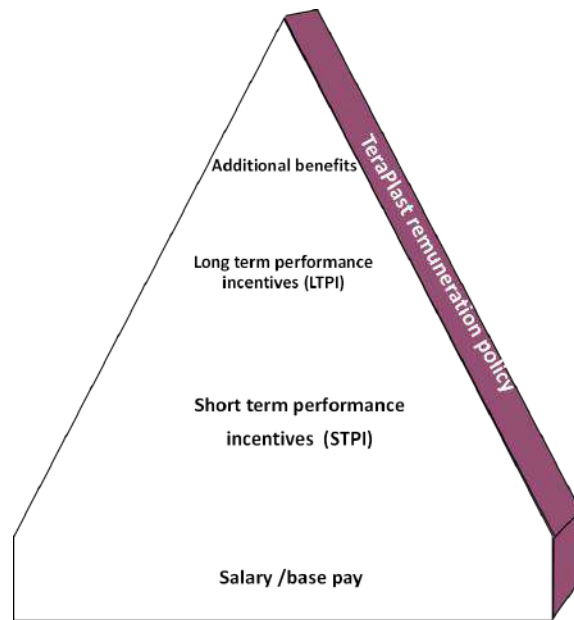 Additional benefits
TeraPlast remuneration policy
Long term performance
incentives (LTPI)
Short term performance
incentives (STPI)
Salary /base pay